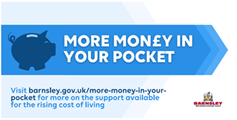 MORE MON£Y IN
YOUR POCKET
Visit barnsley.gov.uk/more-money-in-your-
pocket for more on the support available
for the rising cost of living
BARNSLEY